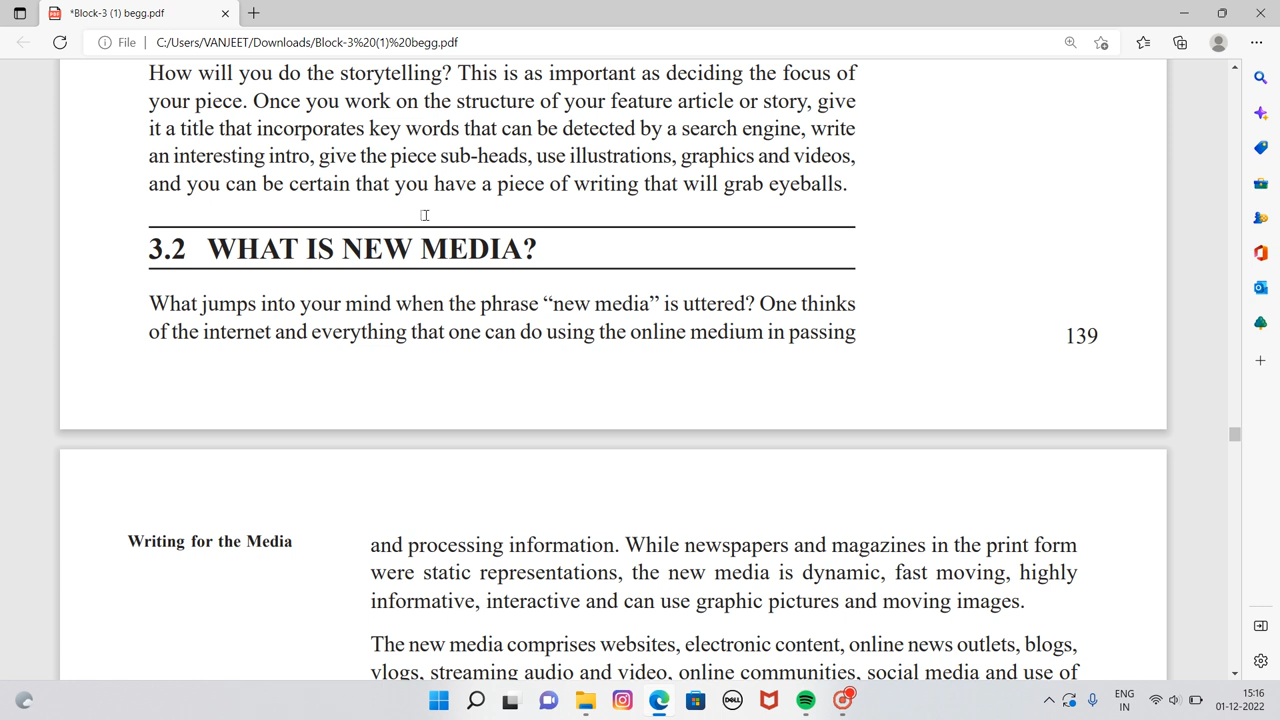 *Block-3 (1) begg.pdf
File
C:/Users/VANJEET/Downloads/Block-3%20(1)%20begg.pdf
How will you do the storytelling? This is as important as deciding the focus of
your piece. Once you work on the structure of your feature article or story, give
it a title that incorporates key words that can be detected by a search engine, write
an interesting intro, give the piece sub-heads, use illustrations, graphics and videos,
and you can be certain that you have a piece of writing that will grab eyeballs.
3.2 WHAT IS NEW MEDIA?
What jumps into your mind when the phrase “new media” is uttered? One thinks
of the internet and everything that one can do using the online medium in passing
139
Writing for the Media
and processing information. While newspapers and magazines in the print form
were static representations, the new media is dynamic, fast moving, highly
informative, interactive and can use graphic pictures and moving images.
The new media comprises websites, electronic content, online news outlets, blogs,
vlogs, streaming audio and video, online communities, social media and use of
DELL
ENG
IN
15:16
01-12-2022